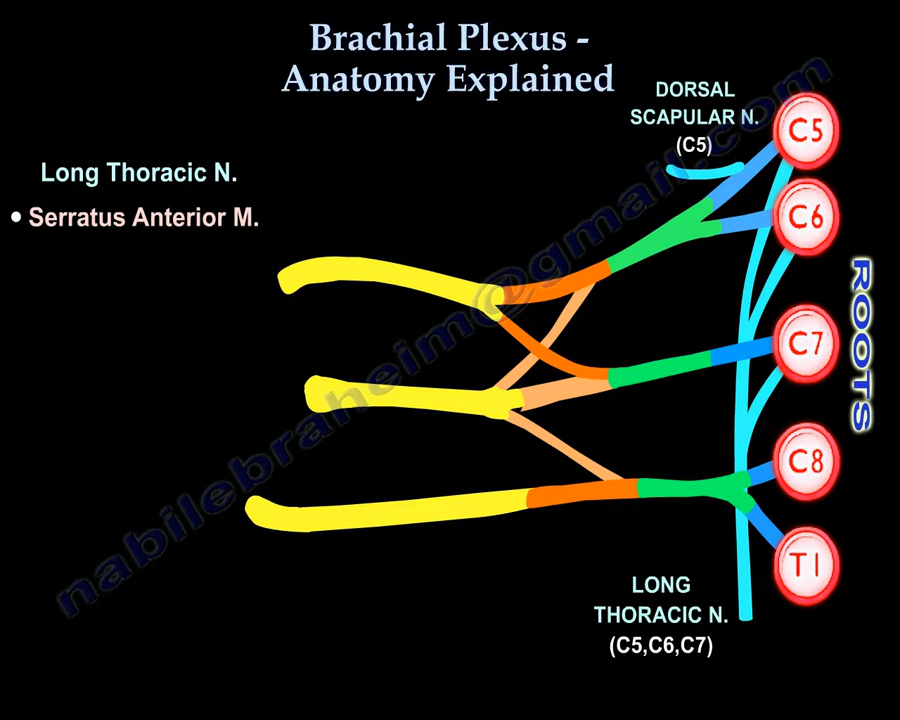 Brachial Plexus -
Anatomy Explained
DORSAL
SCAPULAR N.
(C5)
Long Thoracic N.
• Serratus Anterior M.
C5
C6
C7
C8
T1
ROOTS
LONG
THORACIC N.
(C5,C6,C7)
nabilebraheim@gmail.com